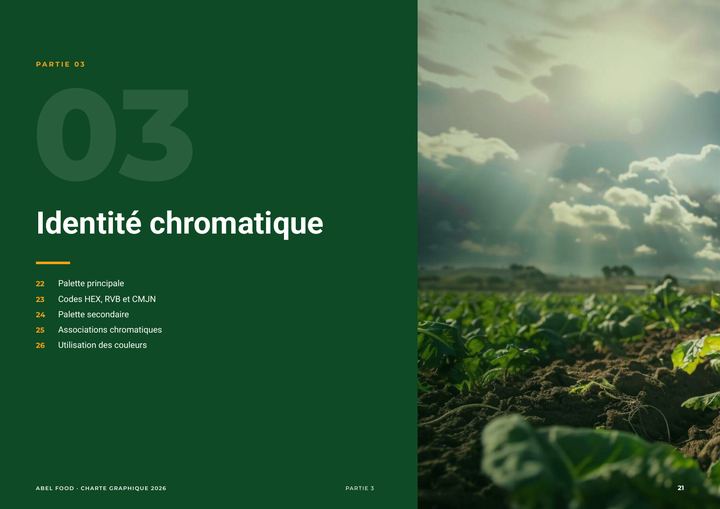 PARTIE 03
03
Identité chromatique
22 Palette principale
23 Codes HEX, RVB et CMJN
24 Palette secondaire
25 Associations chromatiques
26 Utilisation des couleurs
ABEL FOOD - CHARTE GRAPHIQUE 2026
PARTIE 3
21